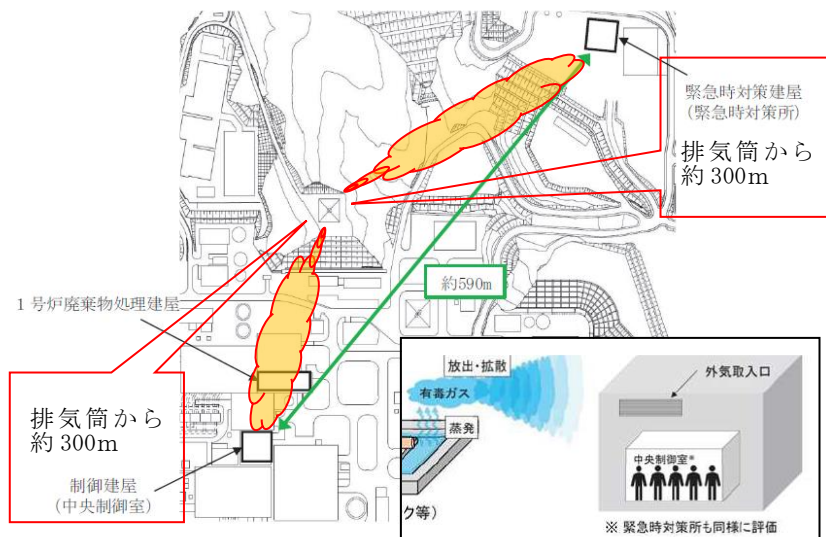 緊急時対策建屋
(緊急時対策所)
排気筒から
約300m
約590m
1号炉廃棄物処理建屋
排気筒から
約300m
制御建屋
(中央制御室)
放出・拡散
有毒ガス
蒸発
ク等)
外気取入口
中央制御室※
※ 緊急時対策所も同様に評価